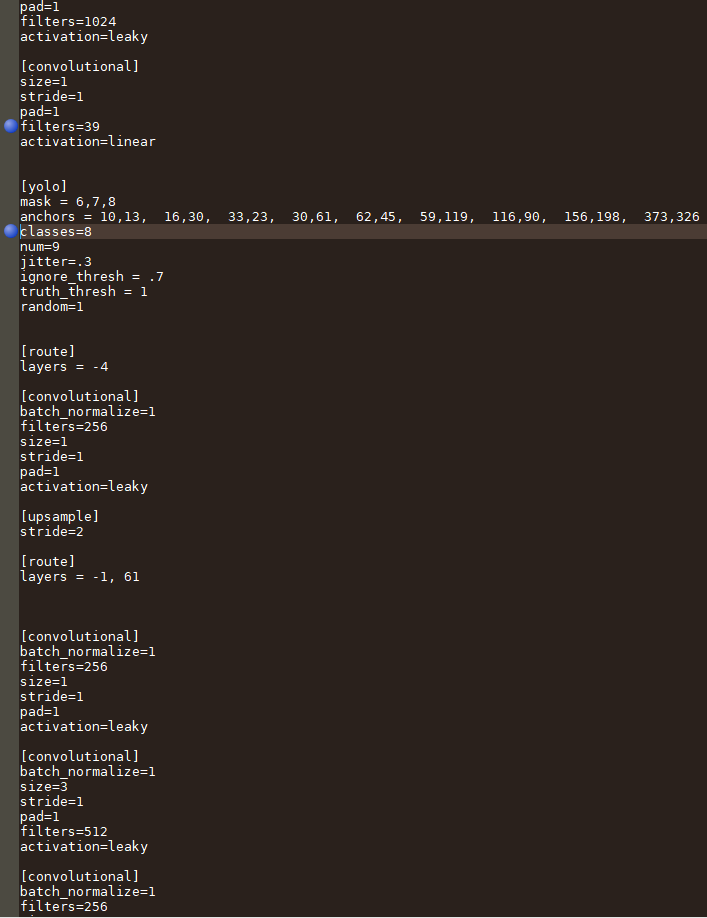 pad=1
filters=1024
activation=leaky
[convolutional]
size=1
stride=1
pad=1
filters=39
activation=linear
[yolo]
mask = 6,7,8
anchors = 10,13,  16,30,  33,23,  30,61,  62,45,  59,119,  116,90,  156,198,  373,326
classes=8
num=9
jitter=.3
ignore_thresh = .7
truth_thresh = 1
random=1
[route]
layers = -4
[convolutional]
batch_normalize=1
filters=256
size=1
stride=1
pad=1
activation=leaky
[upsample]
stride=2
[route]
layers = -1, 61
[convolutional]
batch_normalize=1
filters=256
size=1
stride=1
pad=1
activation=leaky
[convolutional]
batch_normalize=1
size=3
stride=1
pad=1
filters=512
activation=leaky
[convolutional]
batch_normalize=1
filters=256